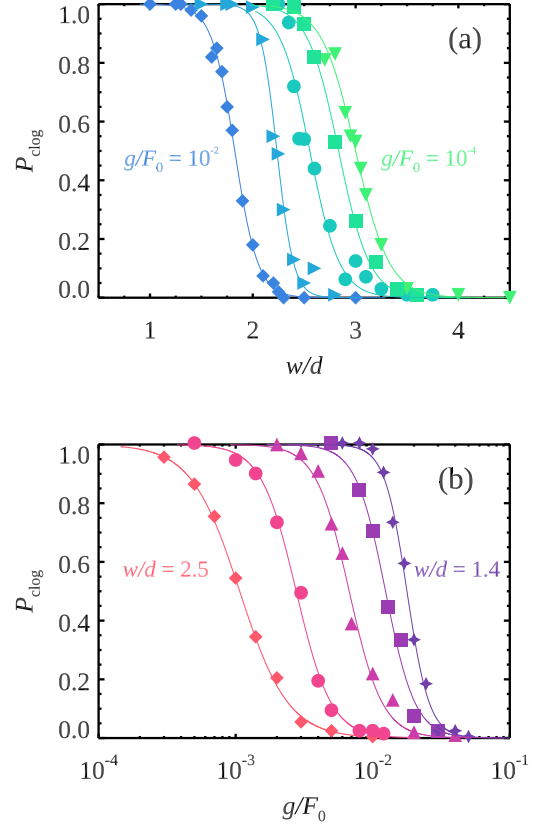 1.0
(a)
0.8
P_clog
0.6
g/F_0 = 10^-2
g/F_0 = 10^-4
0.4
0.2
0.0
1 2 3 4
w/d
1.0
(b)
0.8
P_clog
0.6
w/d = 2.5
w/d = 1.4
0.4
0.2
0.0
10^-4 10^-3 10^-2 10^-1
g/F_0